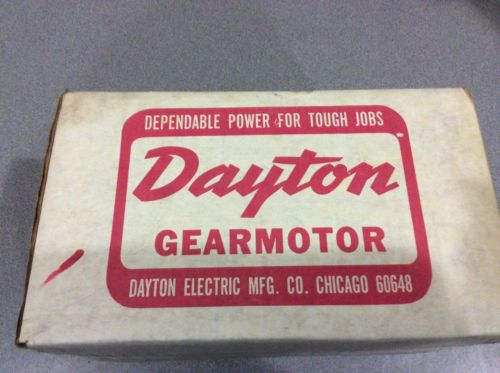 DEPENDABLE POWER FOR TOUGH JOBS
Dayton
GEARMOTOR
DAYTON ELECTRIC MFG. CO. CHICAGO 60648